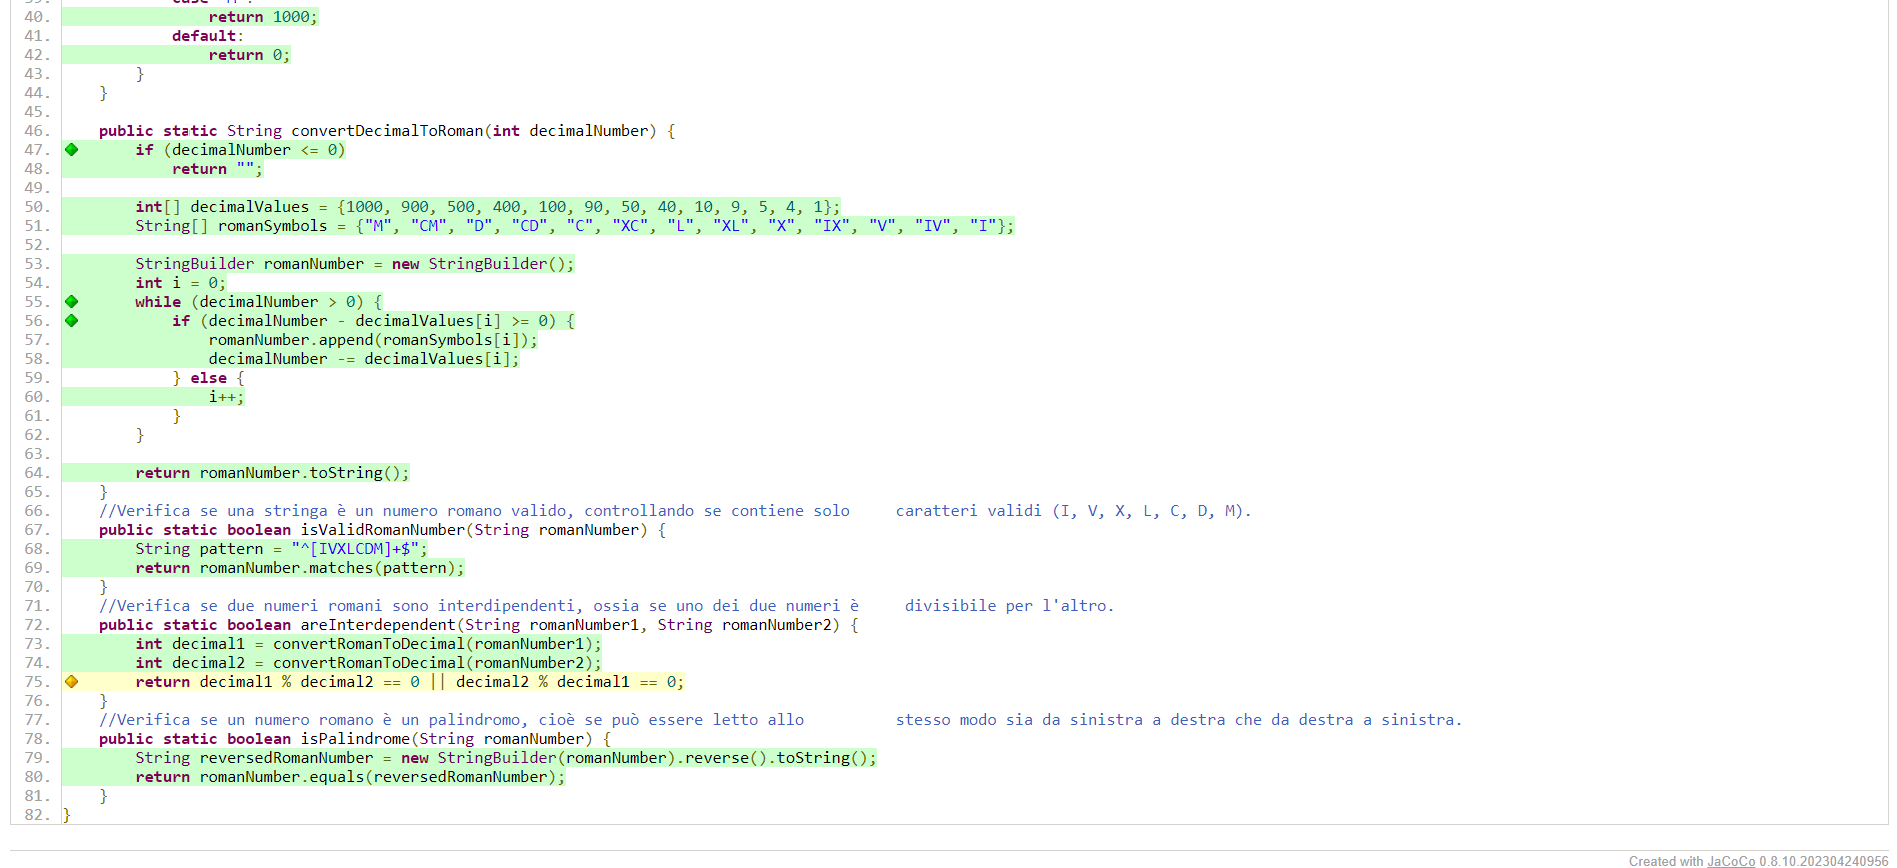 40. return 1000;
41. default:
42. return 0;
43. }
44. }
45.
46. public static String convertDecimalToRoman(int decimalNumber) {
47. if (decimalNumber <= 0)
48. return "";
49.
50. int[] decimalValues = {1000, 900, 500, 400, 100, 90, 50, 40, 10, 9, 5, 4, 1};
51. String[] romanSymbols = {"M", "CM", "D", "CD", "C", "XC", "L", "XL", "X", "IX", "V", "IV", "I"};
52.
53. StringBuilder romanNumber = new StringBuilder();
54. int i = 0;
55. while (decimalNumber > 0) {
56. if (decimalNumber - decimalValues[i] >= 0) {
57. romanNumber.append(romanSymbols[i]);
58. decimalNumber -= decimalValues[i];
59. } else {
60. i++;
61. }
62. }
63.
64. return romanNumber.toString();
65. }
66. //Verifica se una stringa è un numero romano valido, controllando se contiene solo caratteri validi (I, V, X, L, C, D, M).
67. public static boolean isValidRomanNumber(String romanNumber) {
68. String pattern = "^[IVXLCDM]+$";
69. return romanNumber.matches(pattern);
70. }
71. //Verifica se due numeri romani sono interdipendenti, ossia se uno dei due numeri è divisibile per l'altro.
72. public static boolean areInterdependent(String romanNumber1, String romanNumber2) {
73. int decimal1 = convertRomanToDecimal(romanNumber1);
74. int decimal2 = convertRomanToDecimal(romanNumber2);
75. return decimal1 % decimal2 == 0 || decimal2 % decimal1 == 0;
76. }
77. //Verifica se un numero romano è un palindromo, cioè se può essere letto allo stesso modo sia da sinistra a destra che da destra a sinistra.
78. public static boolean isPalindrome(String romanNumber) {
79. String reversedRomanNumber = new StringBuilder(romanNumber).reverse().toString();
80. return romanNumber.equals(reversedRomanNumber);
81. }
82. }
Created with JaCoCo 0.8.10.202304240956